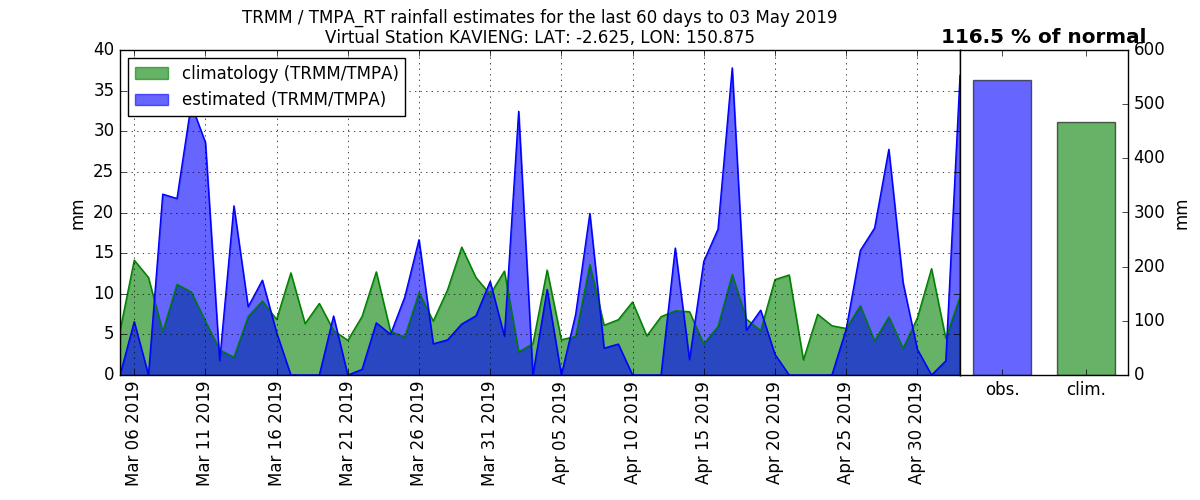 TRMM / TMPA_RT rainfall estimates for the last 60 days to 03 May 2019
Virtual Station KAVIENG: LAT: -2.625, LON: 150.875
116.5 % of normal
climatology (TRMM/TMPA)
estimated (TRMM/TMPA)
mm
40
35
30
25
20
15
10
5
0
Mar 06 2019
Mar 11 2019
Mar 16 2019
Mar 21 2019
Mar 26 2019
Mar 31 2019
Apr 05 2019
Apr 10 2019
Apr 15 2019
Apr 20 2019
Apr 25 2019
Apr 30 2019
obs.
clim.
600
500
400
300
200
100
0
mm